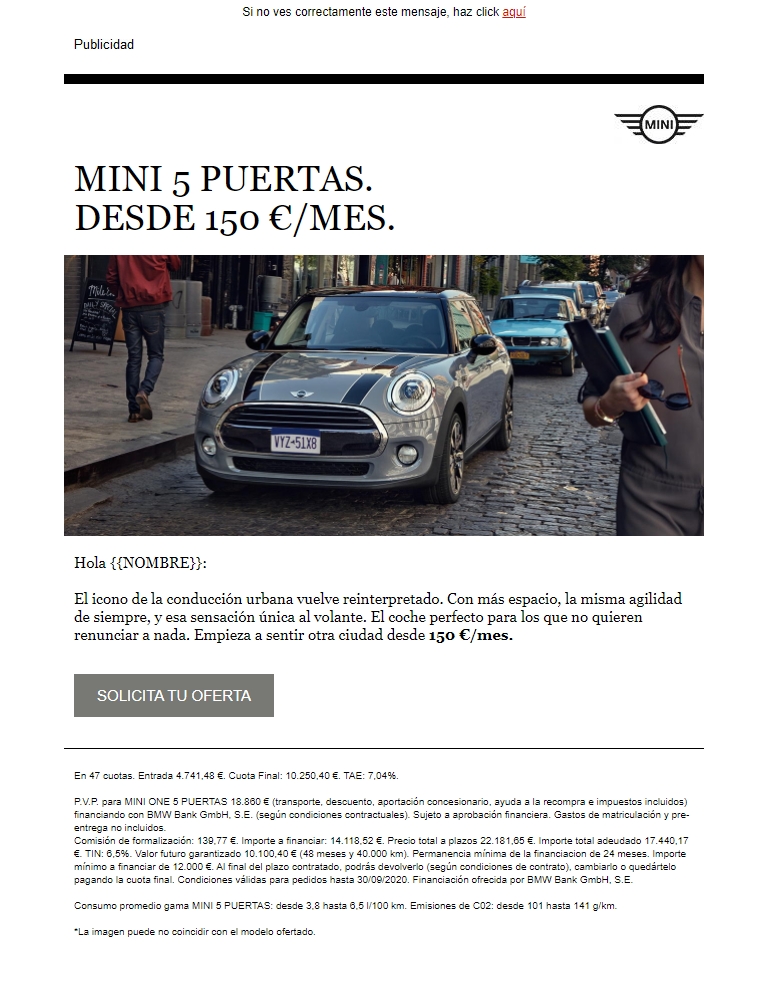 Si no ves correctamente este mensaje, haz click aquí
Publicidad
MINI
MINI 5 PUERTAS.
DESDE 150 €/MES.
VYZ-51X8
Hola {{NOMBRE}}:
El icono de la conducción urbana vuelve reinterpretado. Con más espacio, la misma agilidad
de siempre, y esa sensación única al volante. El coche perfecto para los que no quieren
renunciar a nada. Empieza a sentir otra ciudad desde 150 €/mes.
SOLICITA TU OFERTA
En 47 cuotas. Entrada 4.741,48 €. Cuota Final: 10.250,40 €. TAE: 7,04%.
P.V.P. para MINI ONE 5 PUERTAS 18.860 € (transporte, descuento, aportación concesionario, ayuda a la recompra e impuestos incluidos)
financiando con BMW Bank GmbH, S.E. (según condiciones contractuales). Sujeto a aprobación financiera. Gastos de matriculación y pre-
entrega no incluidos.
Comisión de formalización: 139,77 €. Importe a financiar: 14.118,52 €. Precio total a plazos 22.181,65 €. Importe total adeudado 17.440,17
€. TIN: 6,5%. Valor futuro garantizado 10.100,40 € (48 meses y 40.000 km). Permanencia mínima de la financiacion de 24 meses. Importe
mínimo a financiar de 12.000 €. Al final del plazo contratado, podrás devolverlo (según condiciones de contrato), cambiarlo o quedártelo
pagando la cuota final. Condiciones válidas para pedidos hasta 30/09/2020. Financiación ofrecida por BMW Bank GmbH, S.E.
Consumo promedio gama MINI 5 PUERTAS: desde 3,8 hasta 6,5 l/100 km. Emisiones de C02: desde 101 hasta 141 g/km.
*La imagen puede no coincidir con el modelo ofertado.